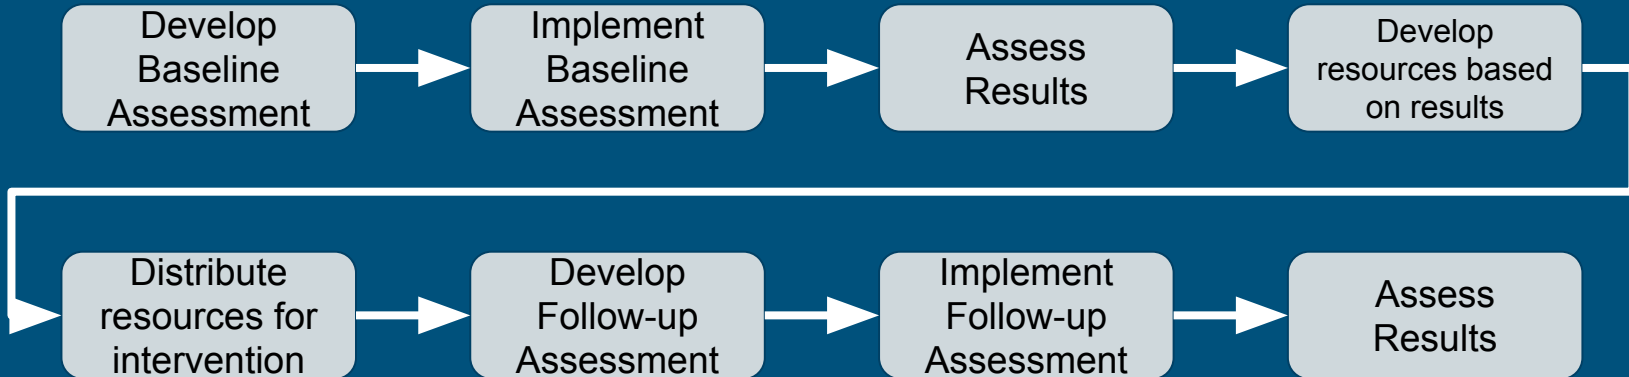 Develop
Baseline
Assessment
Implement
Baseline
Assessment
Assess
Results
Develop
resources based
on results
Distribute
resources for
intervention
Develop
Follow-up
Assessment
Implement
Follow-up
Assessment
Assess
Results